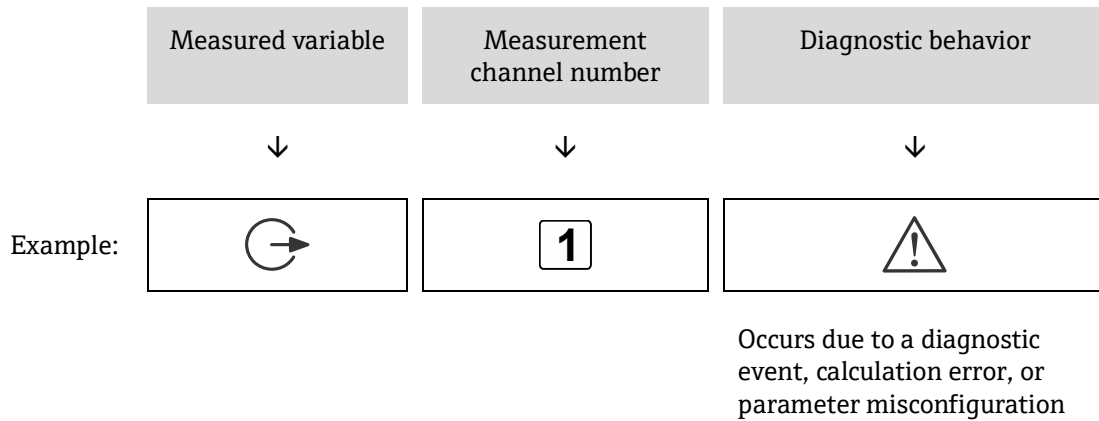 Measured variable
Measurement
channel number
Diagnostic behavior
Example:
1
Occurs due to a diagnostic
event, calculation error, or
parameter misconfiguration